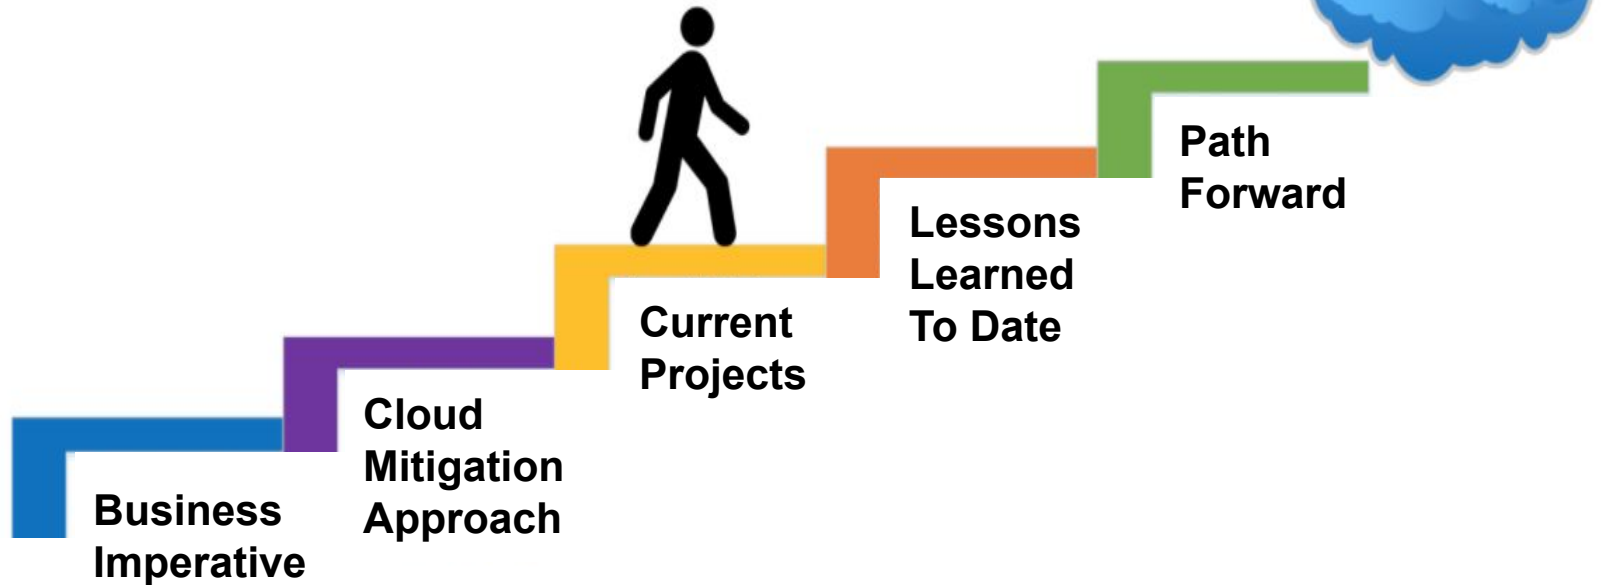 Business
Imperative
Cloud
Mitigation
Approach
Current
Projects
Lessons
Learned
To Date
Path
Forward